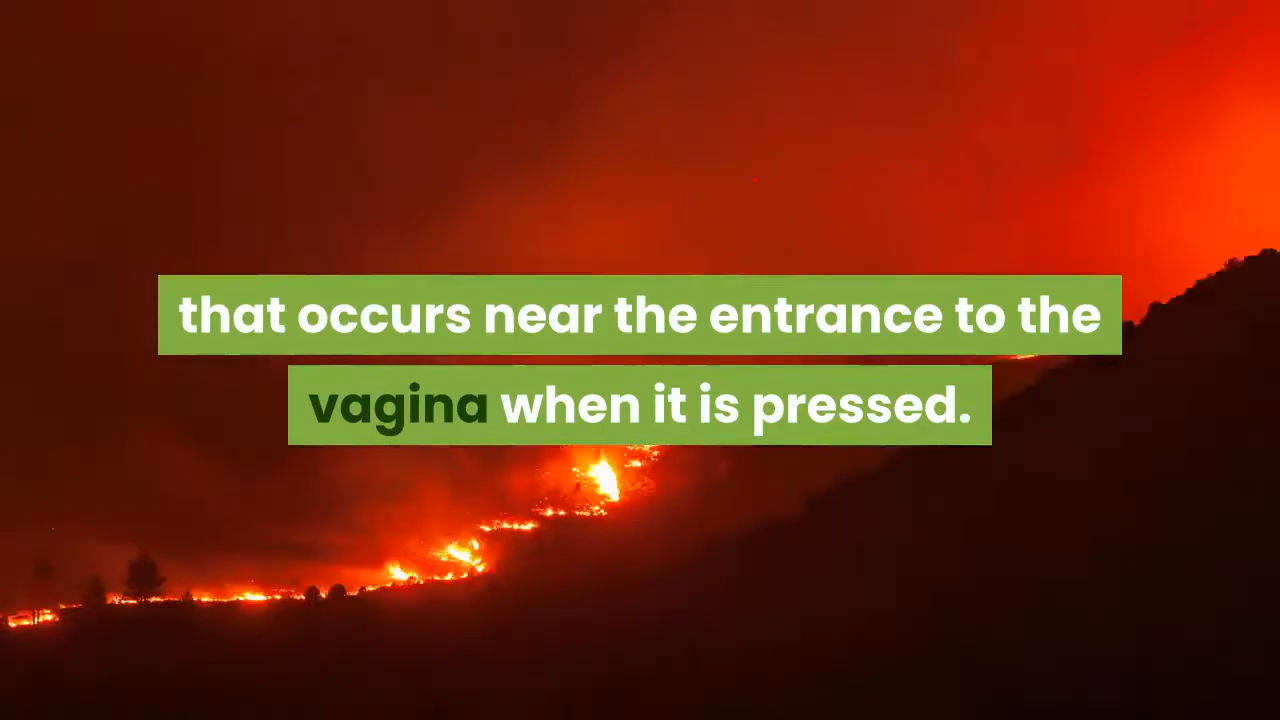 that occurs near the entrance to the
vagina when it is pressed.